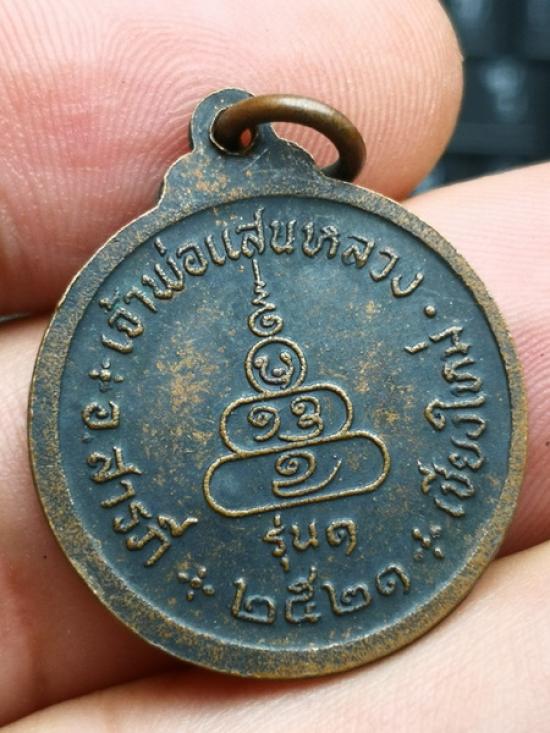 เจ้าพ่อแสนหลวง
อ สารภี
เชียงใหม่
รุ่น๑
๒๕๒๑